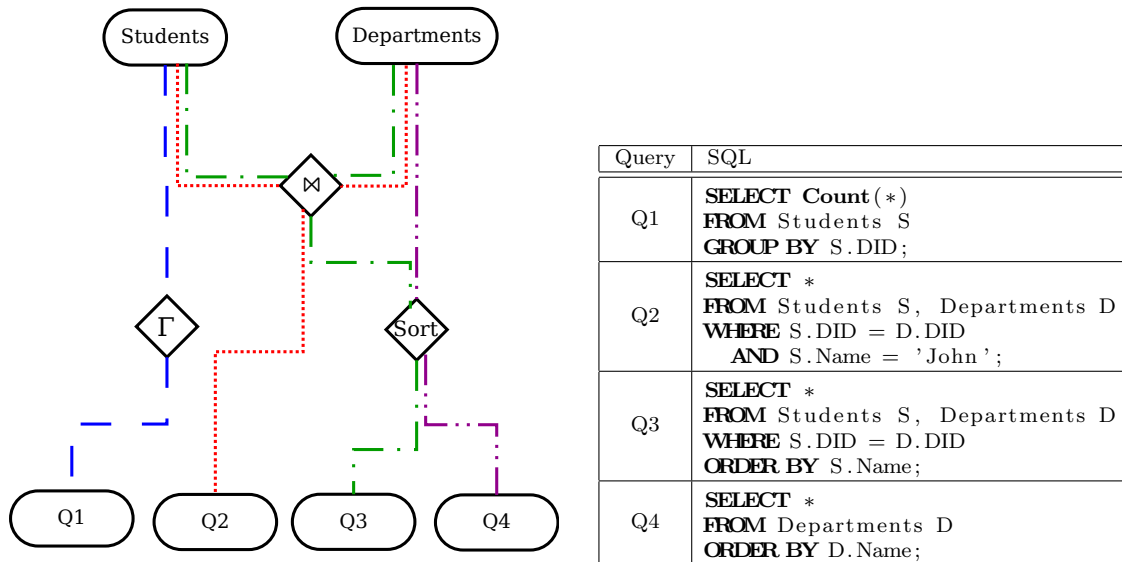 Students
Departments
⋈
Γ
Sort
Q1
Q2
Q3
Q4
Query SQL
Q1
SELECT Count(*)
FROM Students S
GROUP BY S.DID;
Q2
SELECT *
FROM Students S, Departments D
WHERE S.DID = D.DID
AND S.Name = 'John';
Q3
SELECT *
FROM Students S, Departments D
WHERE S.DID = D.DID
ORDER BY S.Name;
Q4
SELECT *
FROM Departments D
ORDER BY D.Name;